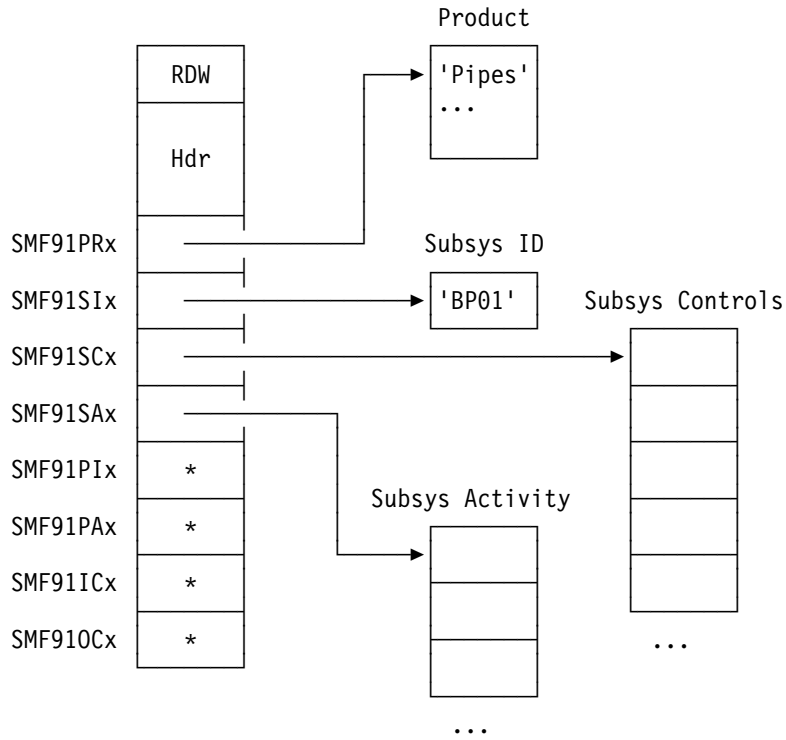 Product
RDW
'Pipes'
...
Hdr
SMF91PRx
Subsys ID
SMF91SIx
'BP01'
Subsys Controls
SMF91SCx
SMF91SAx
SMF91PIx
*
Subsys Activity
SMF91PAx
*
SMF91ICx
*
SMF91OCx
*
...
...